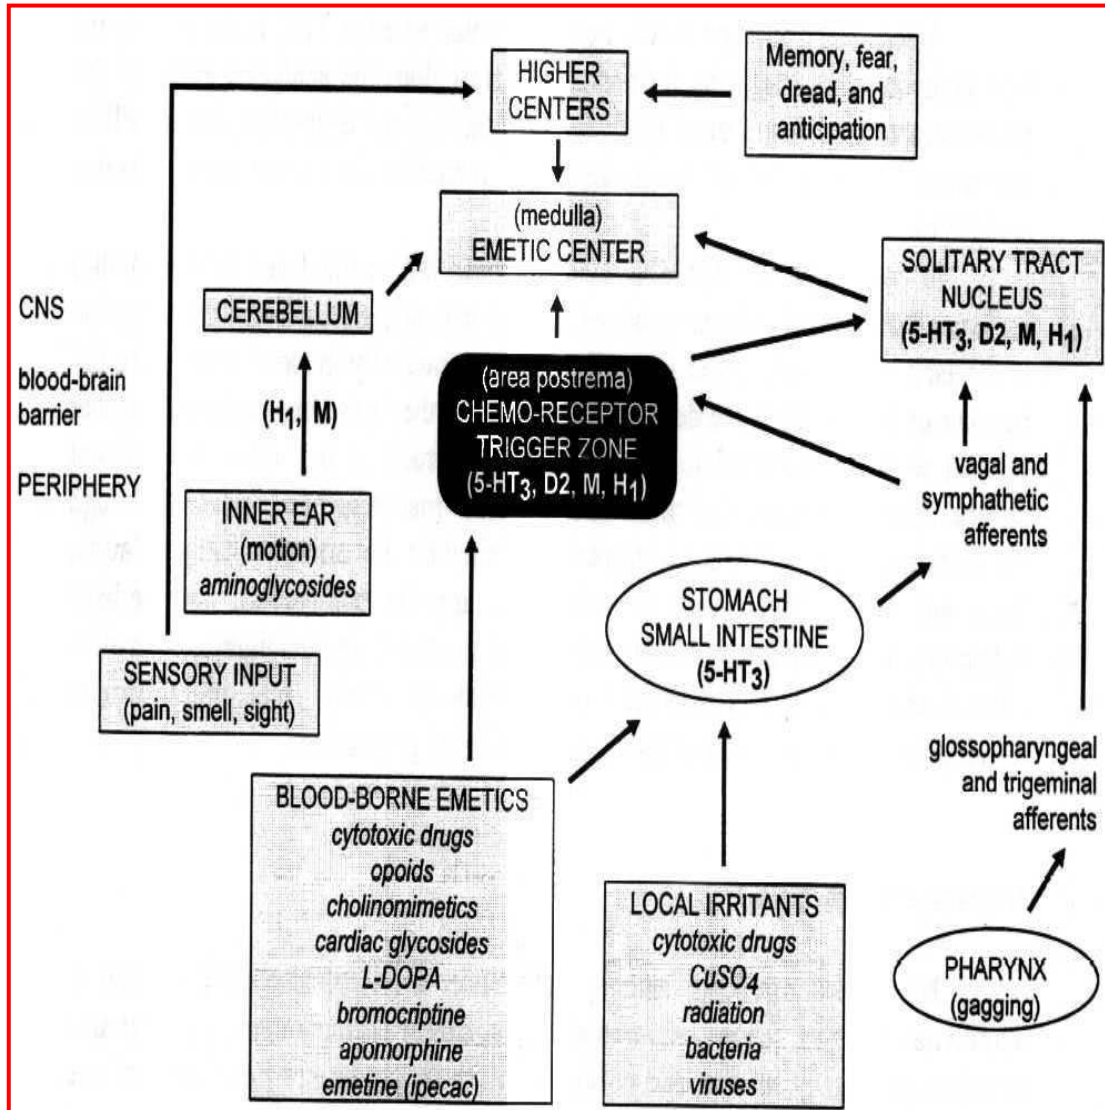 HIGHER
CENTERS
Memory, fear,
dread, and
anticipation
(medulla)
EMETIC CENTER
SOLITARY TRACT
NUCLEUS
(5-HT3, D2, M, H1)
CNS
CEREBELLUM
blood-brain
barrier
(H1, M)
(area postrema)
CHEMO-RECEPTOR
TRIGGER ZONE
(5-HT3, D2, M, H1)
PERIPHERY
vagal and
symphathetic
afferents
INNER EAR
(motion)
aminoglycosides
STOMACH
SMALL INTESTINE
(5-HT3)
SENSORY INPUT
(pain, smell, sight)
glossopharyngeal
and trigeminal
afferents
BLOOD-BORNE EMETICS
cytotoxic drugs
opoids
cholinomimetics
cardiac glycosides
L-DOPA
bromocriptine
apomorphine
emetine (ipecac)
LOCAL IRRITANTS
cytotoxic drugs
CuSO4
radiation
bacteria
viruses
PHARYNX
(gagging)